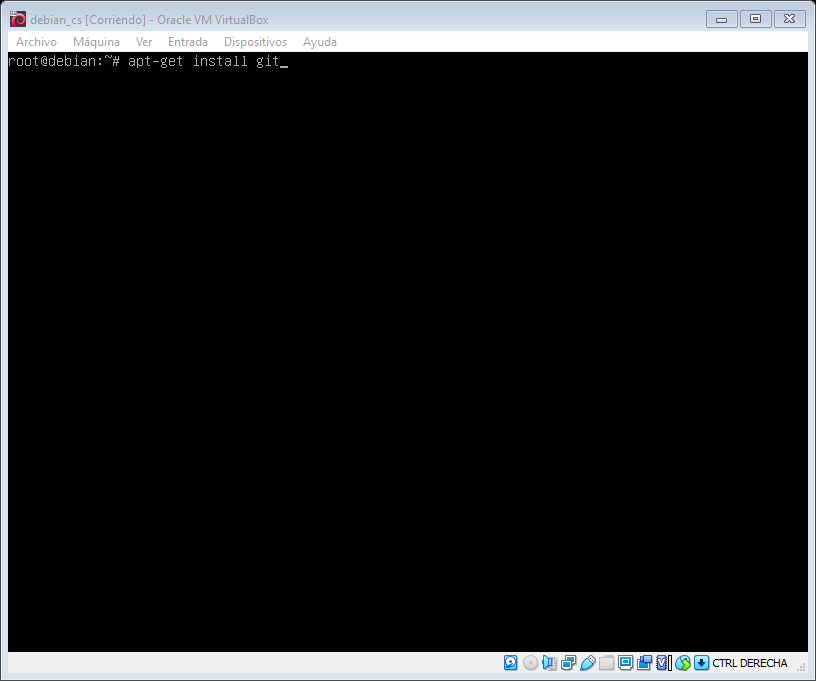 debian_cs [Corriendo] - Oracle VM VirtualBox
Archivo Máquina Ver Entrada Dispositivos Ayuda
root@debian:~# apt-get install git_
CTRL DERECHA